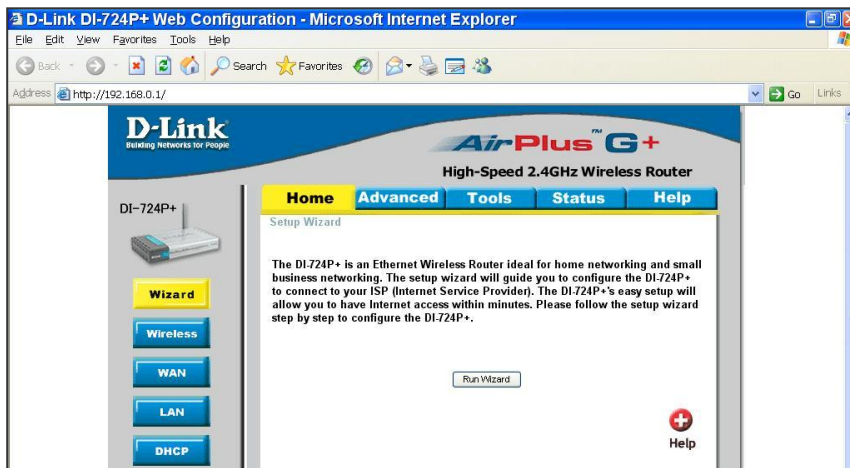 D-Link DI-724P+ Web Configuration - Microsoft Internet Explorer
File Edit View Favorites Tools Help
Back Search Favorites
Address http://192.168.0.1/ Go Links
D-Link
Building Networks for People
AirPlus™ G+
High-Speed 2.4GHz Wireless Router
DI-724P+
Home Advanced Tools Status Help
Setup Wizard
The DI-724P+ is an Ethernet Wireless Router ideal for home networking and small
business networking. The setup wizard will guide you to configure the DI-724P+
to connect to your ISP (Internet Service Provider). The DI-724P+'s easy setup will
allow you to have Internet access within minutes. Please follow the setup wizard
step by step to configure the DI-724P+.
Run Wizard
Help
Wizard
Wireless
WAN
LAN
DHCP